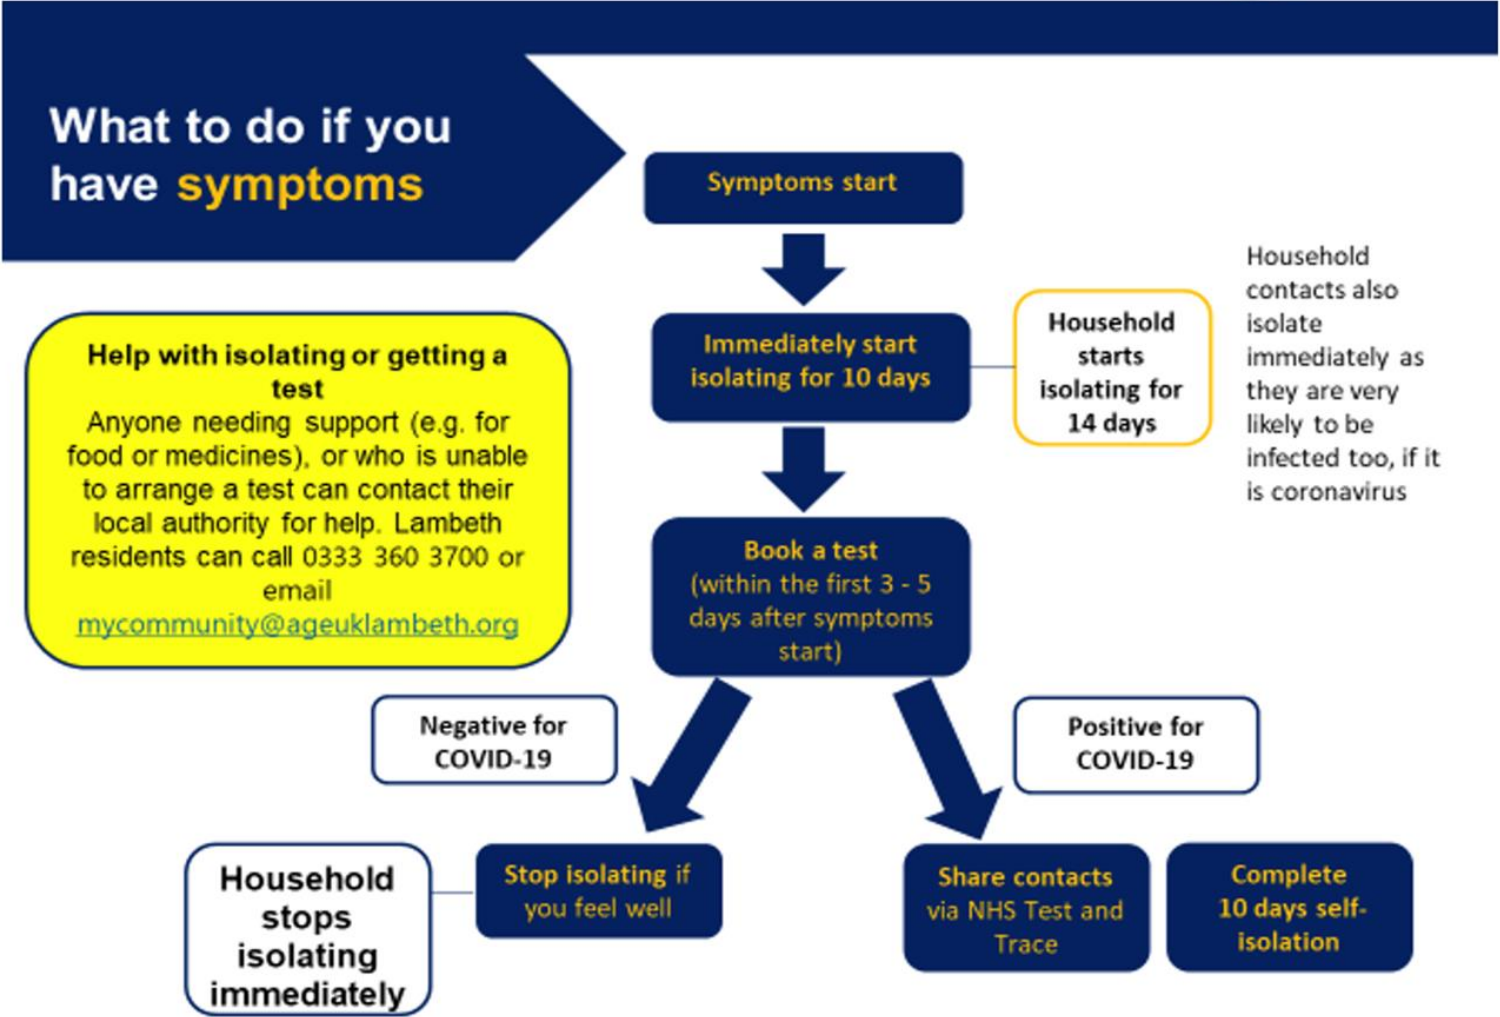 What to do if you
have symptoms
Symptoms start
Immediately start
isolating for 10 days
Household
starts
isolating for
14 days
Household
contacts also
isolate
immediately as
they are very
likely to be
infected too, if it
is coronavirus
Help with isolating or getting a
test
Anyone needing support (e.g. for
food or medicines), or who is unable
to arrange a test can contact their
local authority for help. Lambeth
residents can call 0333 360 3700 or
email
mycommunity@ageuklambeth.org
Book a test
(within the first 3 - 5
days after symptoms
start)
Negative for
COVID-19
Positive for
COVID-19
Household
stops
isolating
immediately
Stop isolating if
you feel well
Share contacts
via NHS Test and
Trace
Complete
10 days self-
isolation